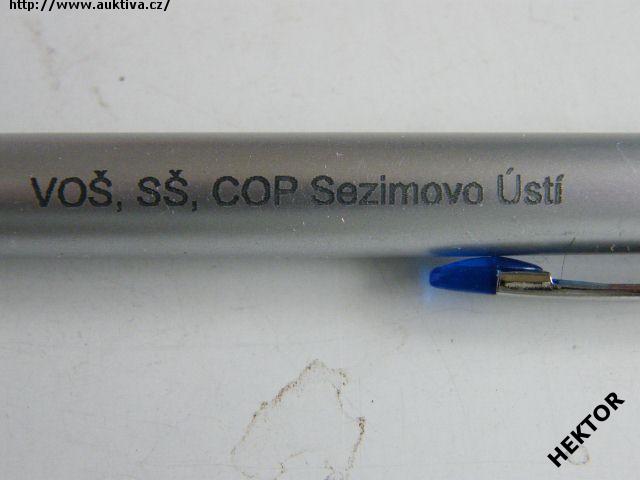 http://www.auktiva.cz/
VOŠ, SŠ, COP Sezimovo Ústí
HEKTOR